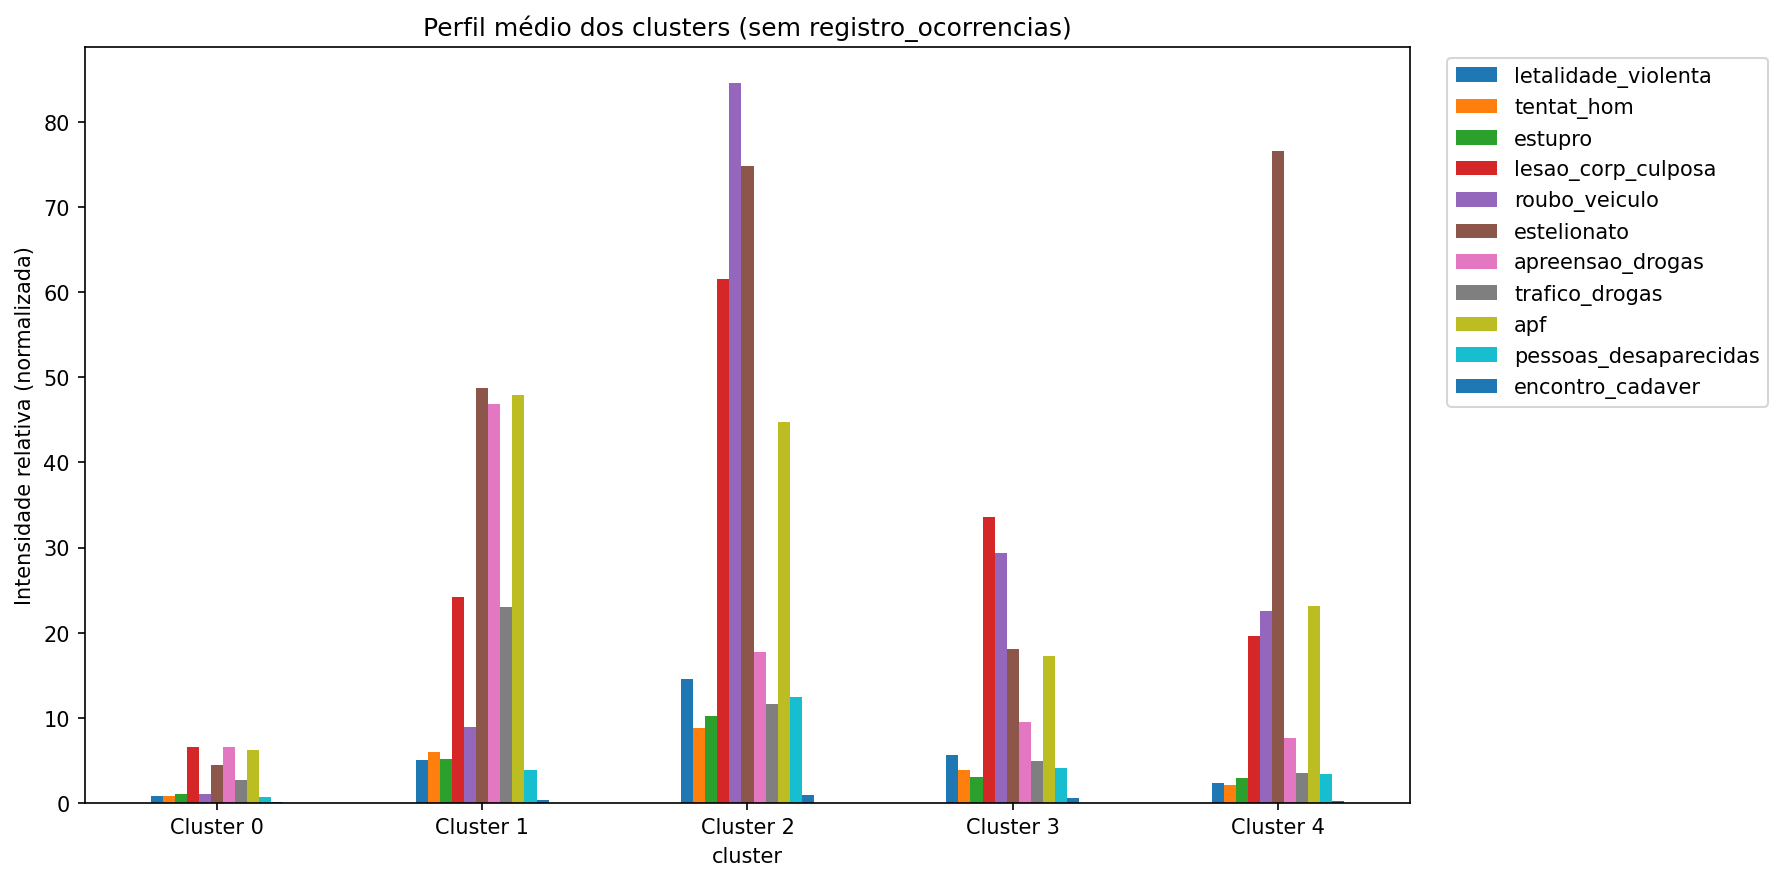 Perfil médio dos clusters (sem registro_ocorrencias)
Intensidade relativa (normalizada)
80
70
60
50
40
30
20
10
0
Cluster 0
Cluster 1
Cluster 2
Cluster 3
Cluster 4
cluster
letalidade_violenta
tentat_hom
estupro
lesao_corp_culposa
roubo_veiculo
estelionato
apreensao_drogas
trafico_drogas
apf
pessoas_desaparecidas
encontro_cadaver